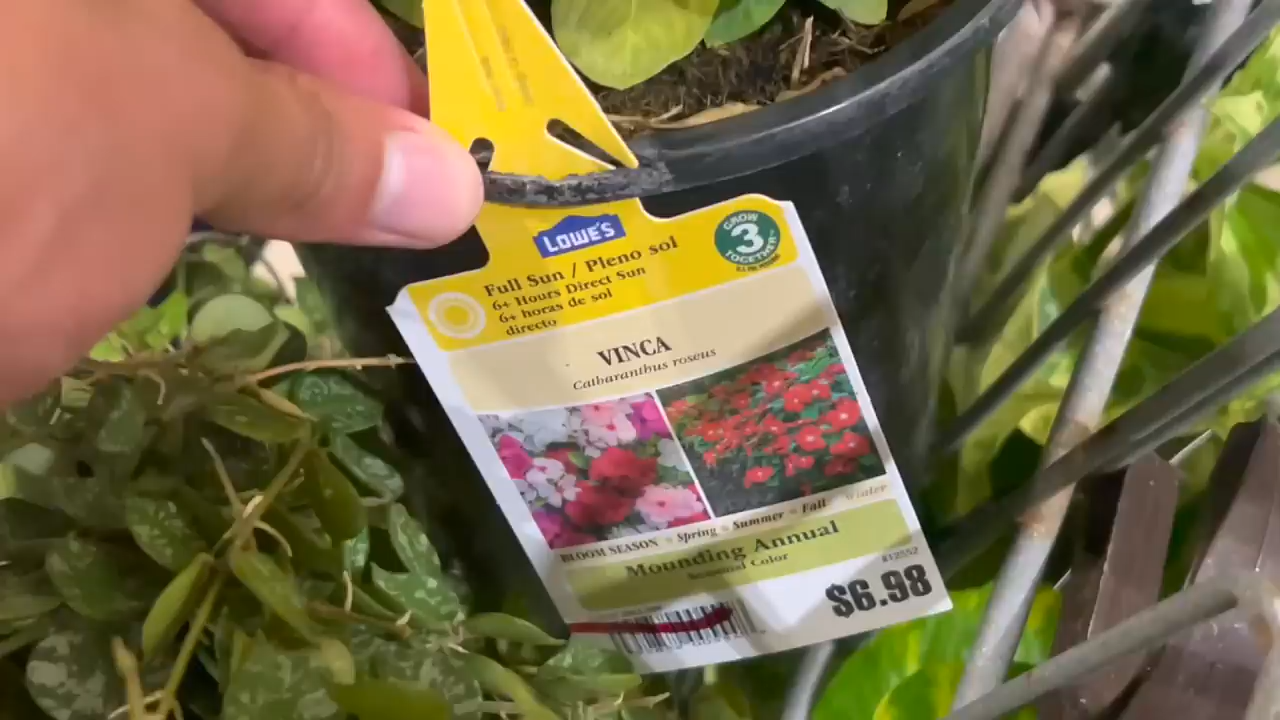 LOWE'S
GROW
3
TOGETHER
Full Sun / Pleno sol
6+ Hours Direct Sun
6+ horas de sol
directo
VINCA
Catharanthus roseus
BLOOM SEASON Spring Summer Fall Winter
Mounding Annual
Seasonal Color
$6.98